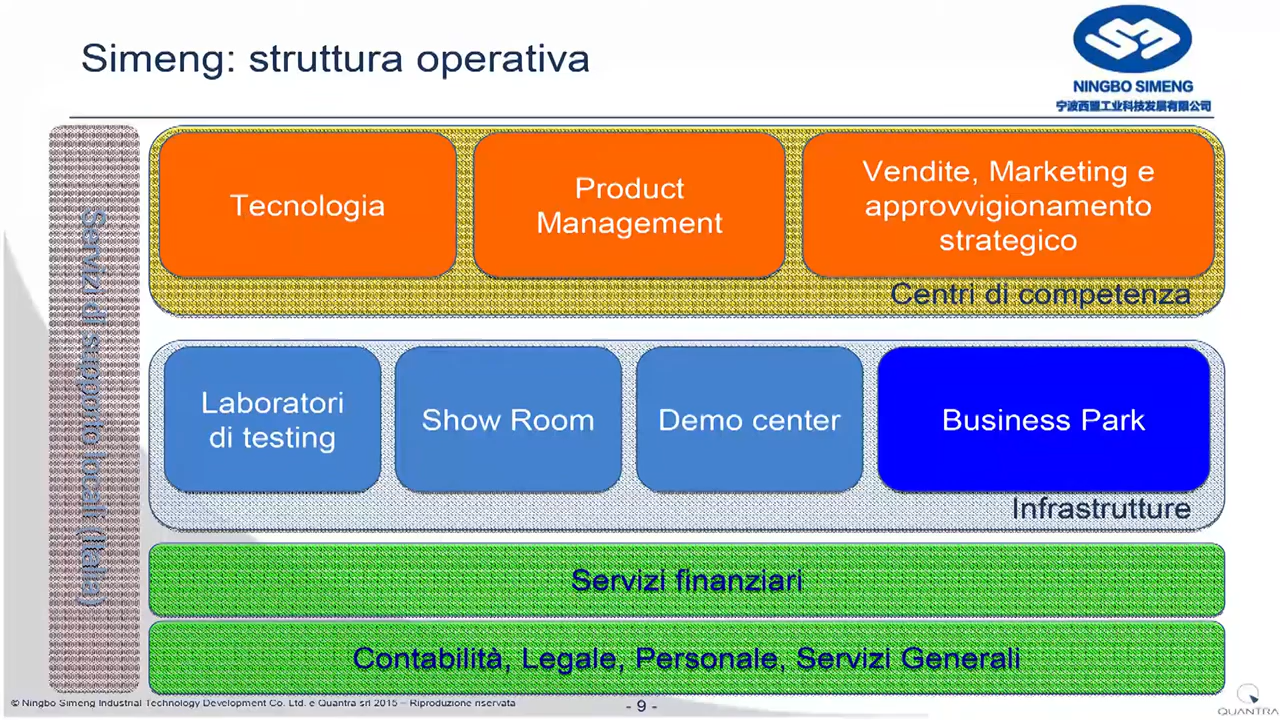 Simeng: struttura operativa
NINGBO SIMENG
宁波西盟工业科技发展有限公司
Servizi di supporto locali (Italia)
Tecnologia
Product
Management
Vendite, Marketing e
approvvigionamento
strategico
Centri di competenza
Laboratori
di testing
Show Room
Demo center
Business Park
Infrastrutture
Servizi finanziari
Contabilità, Legale, Personale, Servizi Generali
© Ningbo Simeng Industrial Technology Development Co. Ltd. e Quantra srl 2015 – Riproduzione riservata
- 9 -
QUANTRA